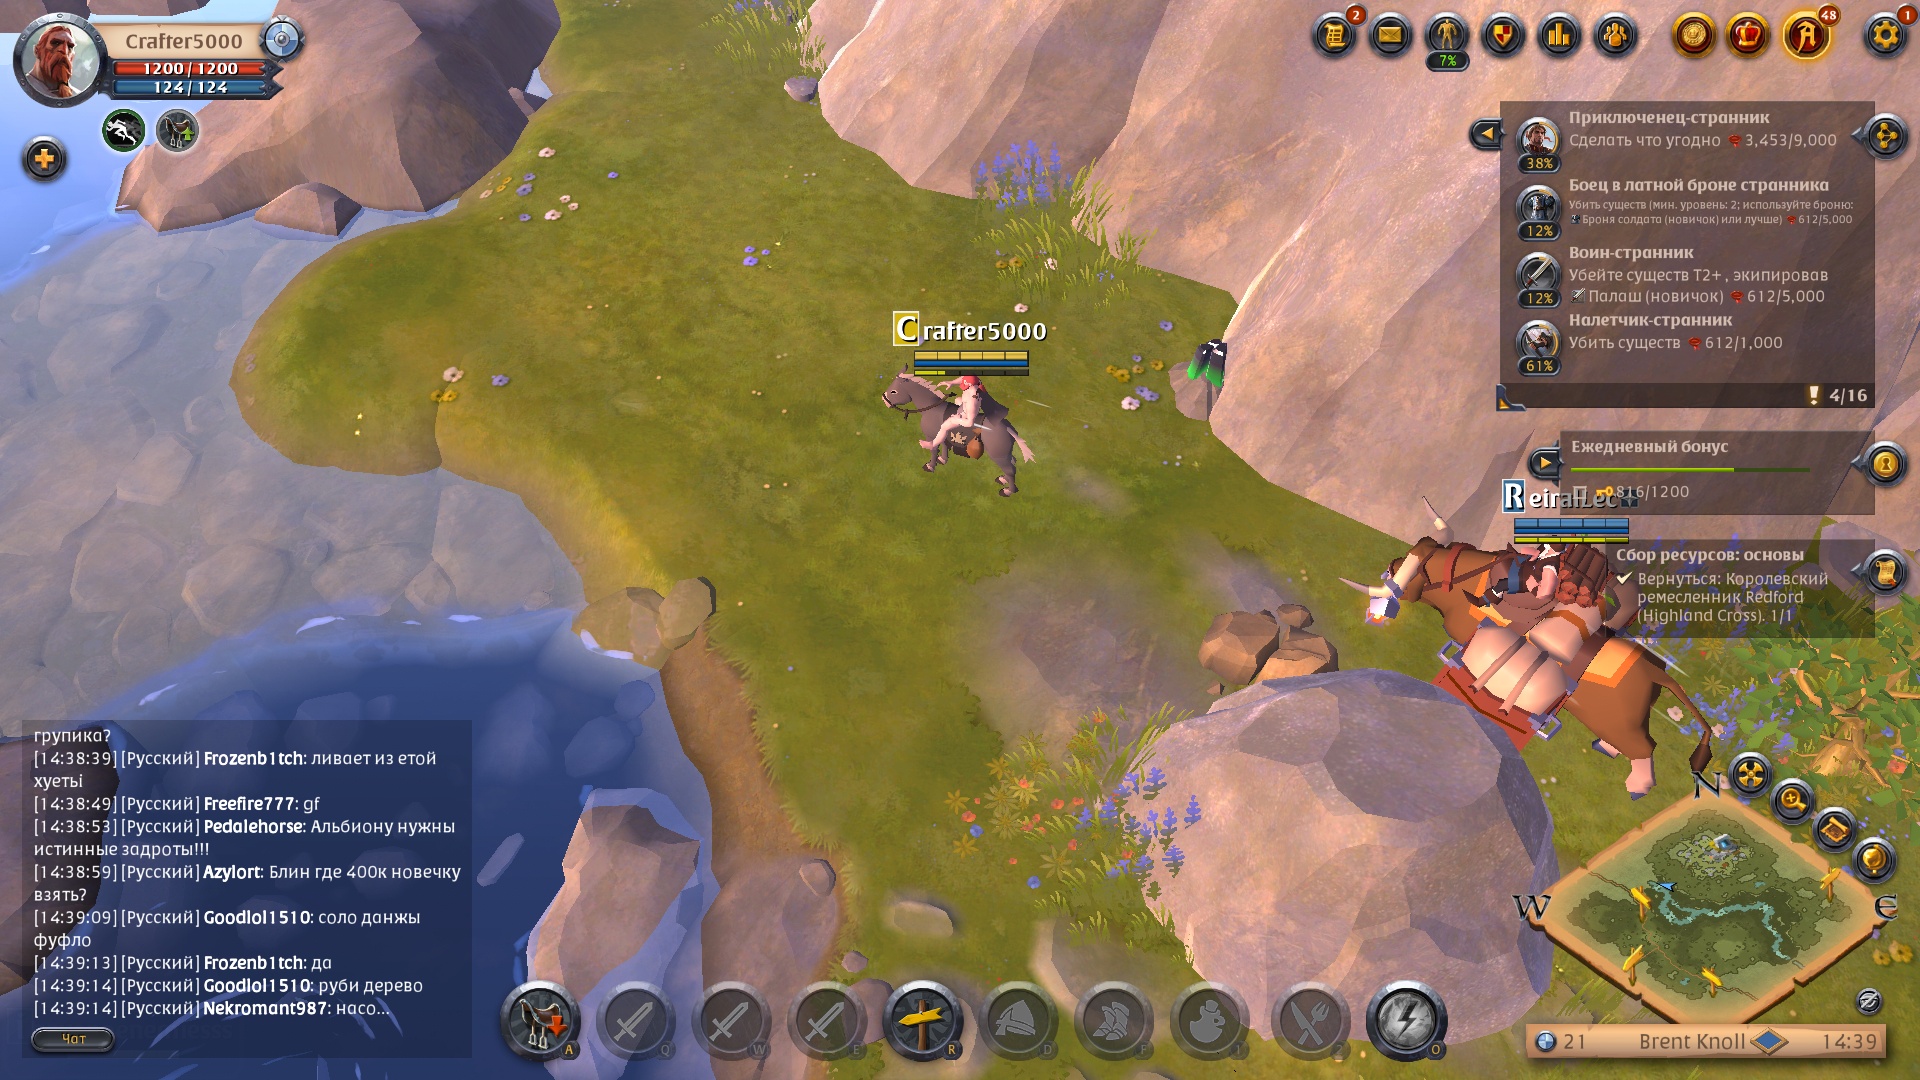 Crafter5000
1200/1200
124/124
2
7%
48
1
Приключенец-странник
Сделать что угодно 3,453/9,000
38%
Боец в латной броне странника
Убить существ (мин. уровень: 2; используйте броню:
Броня солдата (новичок) или лучше) 612/5,000
12%
Воин-странник
Убейте существ T2+, экипировав
Палаш (новичок) 612/5,000
12%
Налетчик-странник
Убить существ 612/1,000
61%
4/16
Crafter5000
Ежедневный бонус
816/1200
Сбор ресурсов: основы
Вернуться: Королевский
ремесленник Redford
(Highland Cross). 1/1
групика?
[14:38:39] [Русский] Frozenb1tch: ливает из етой
хуетьі
[14:38:49] [Русский] Freefire777: gf
[14:38:53] [Русский] Pedalehorse: Альбиону нужны
истинные задроты!!!
[14:38:59] [Русский] Azylort: Блин где 400к новечку
взять?
[14:39:09] [Русский] Goodlol1510: соло данжы
фуфло
[14:39:13] [Русский] Frozenb1tch: да
[14:39:14] [Русский] Goodlol1510: руби дерево
[14:39:14] [Русский] Nekromant987: насо...
Чат
A
Q
W
E
R
D
F
1
2
O
N
W
E
21
Brent Knoll
14:39